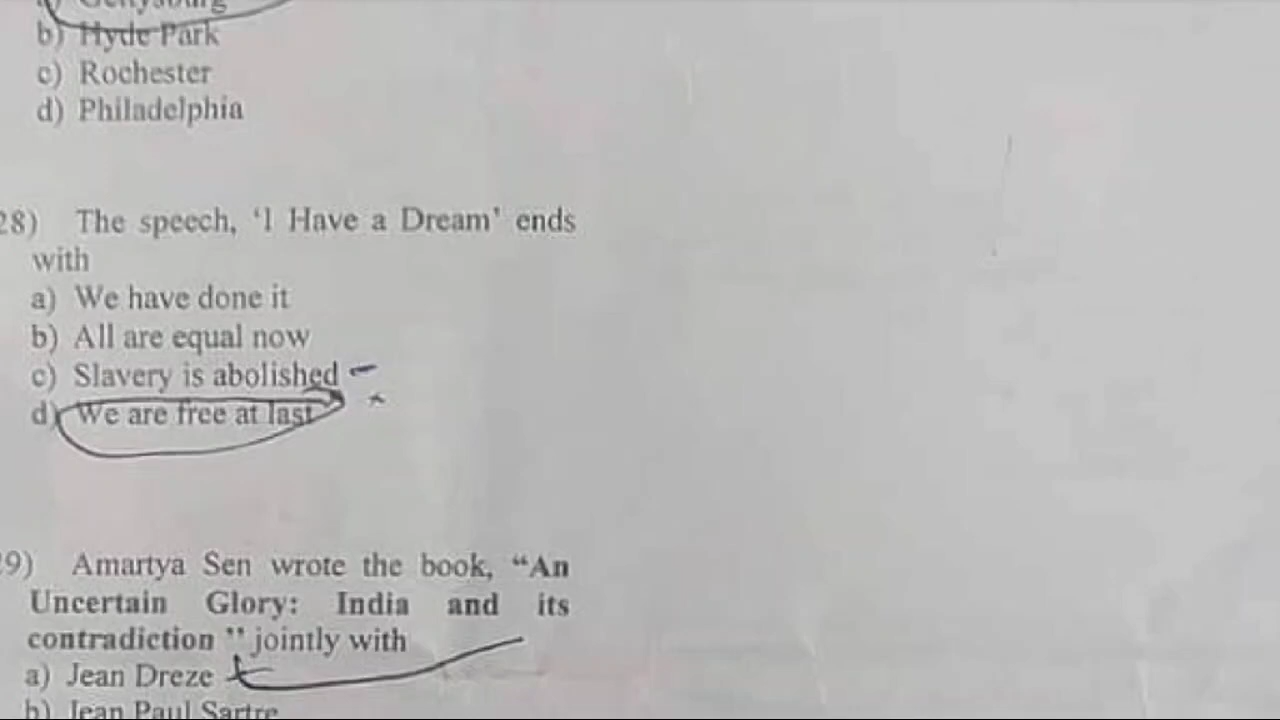 a) Gettysburg
b) Hyde Park
c) Rochester
d) Philadelphia
28) The speech, ‘I Have a Dream’ ends
with
a) We have done it
b) All are equal now
c) Slavery is abolished
d) We are free at last
29) Amartya Sen wrote the book, “An
Uncertain Glory: India and its
contradiction ” jointly with
a) Jean Dreze
b) Jean Paul Sartre